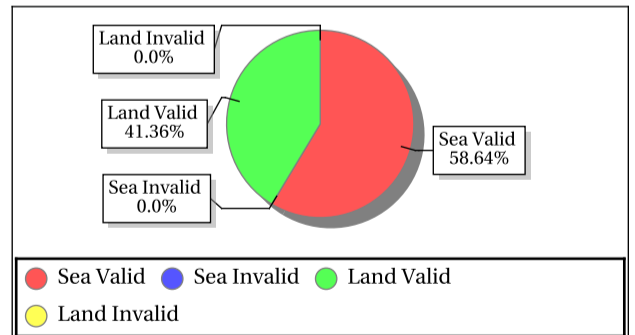 Land Invalid
0.0%
Land Valid
41.36%
Sea Valid
58.64%
Sea Invalid
0.0%
Sea Valid Sea Invalid Land Valid
Land Invalid